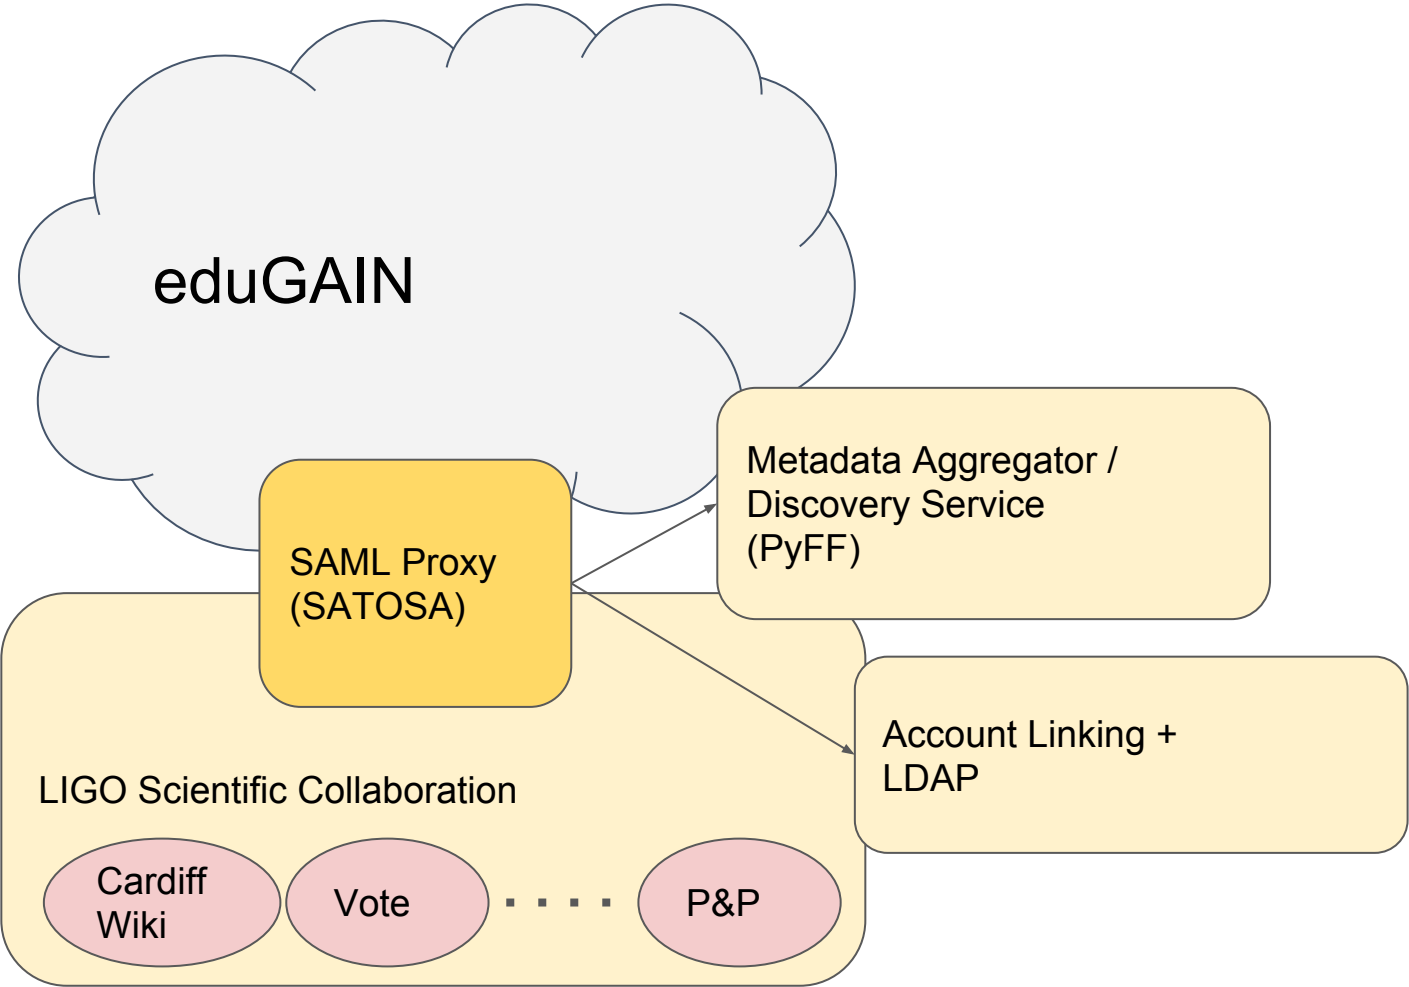 eduGAIN
Metadata Aggregator /
Discovery Service
(PyFF)
SAML Proxy
(SATOSA)
Account Linking +
LDAP
LIGO Scientific Collaboration
Cardiff
Wiki
Vote
P&P